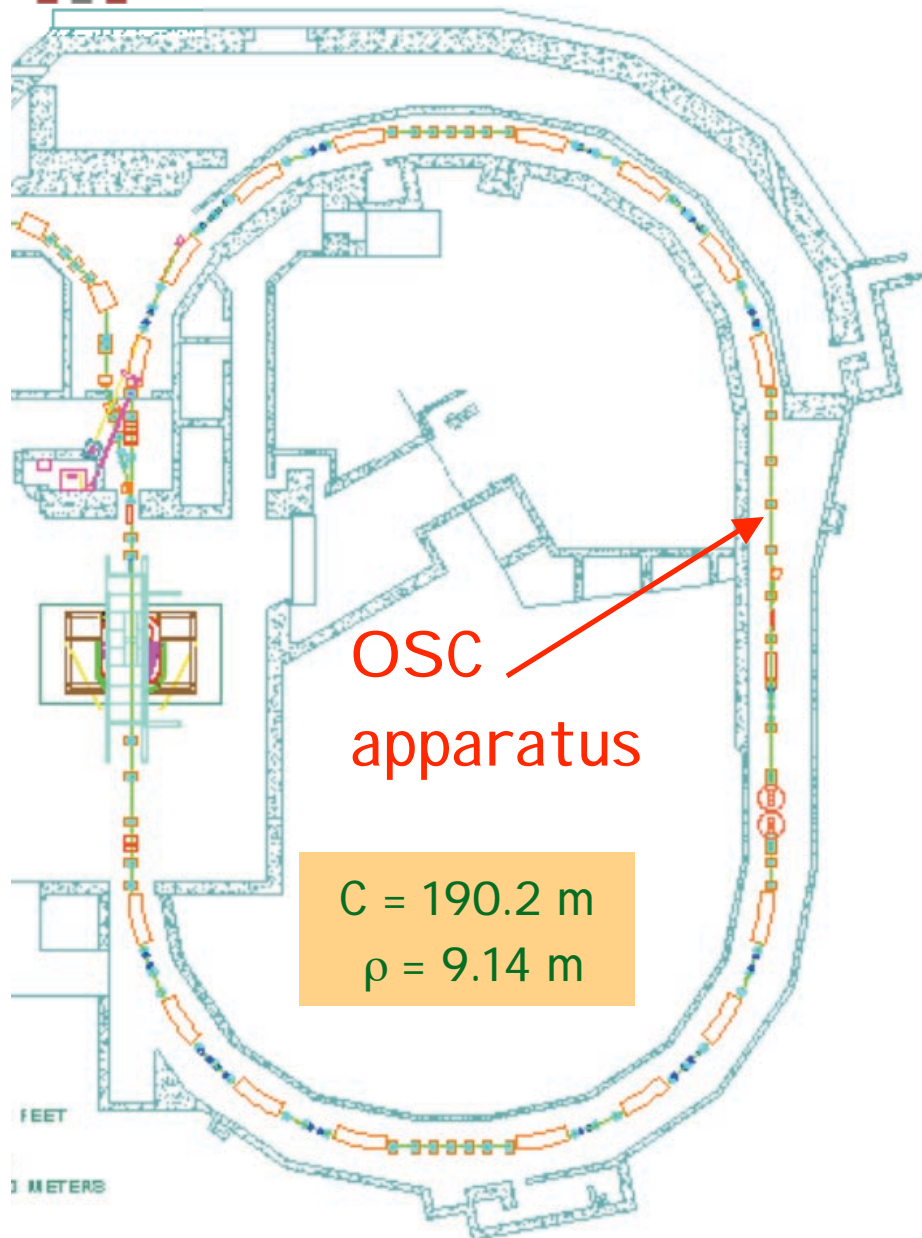 OSC
apparatus
C = 190.2 m
ρ = 9.14 m
FEET
METERS